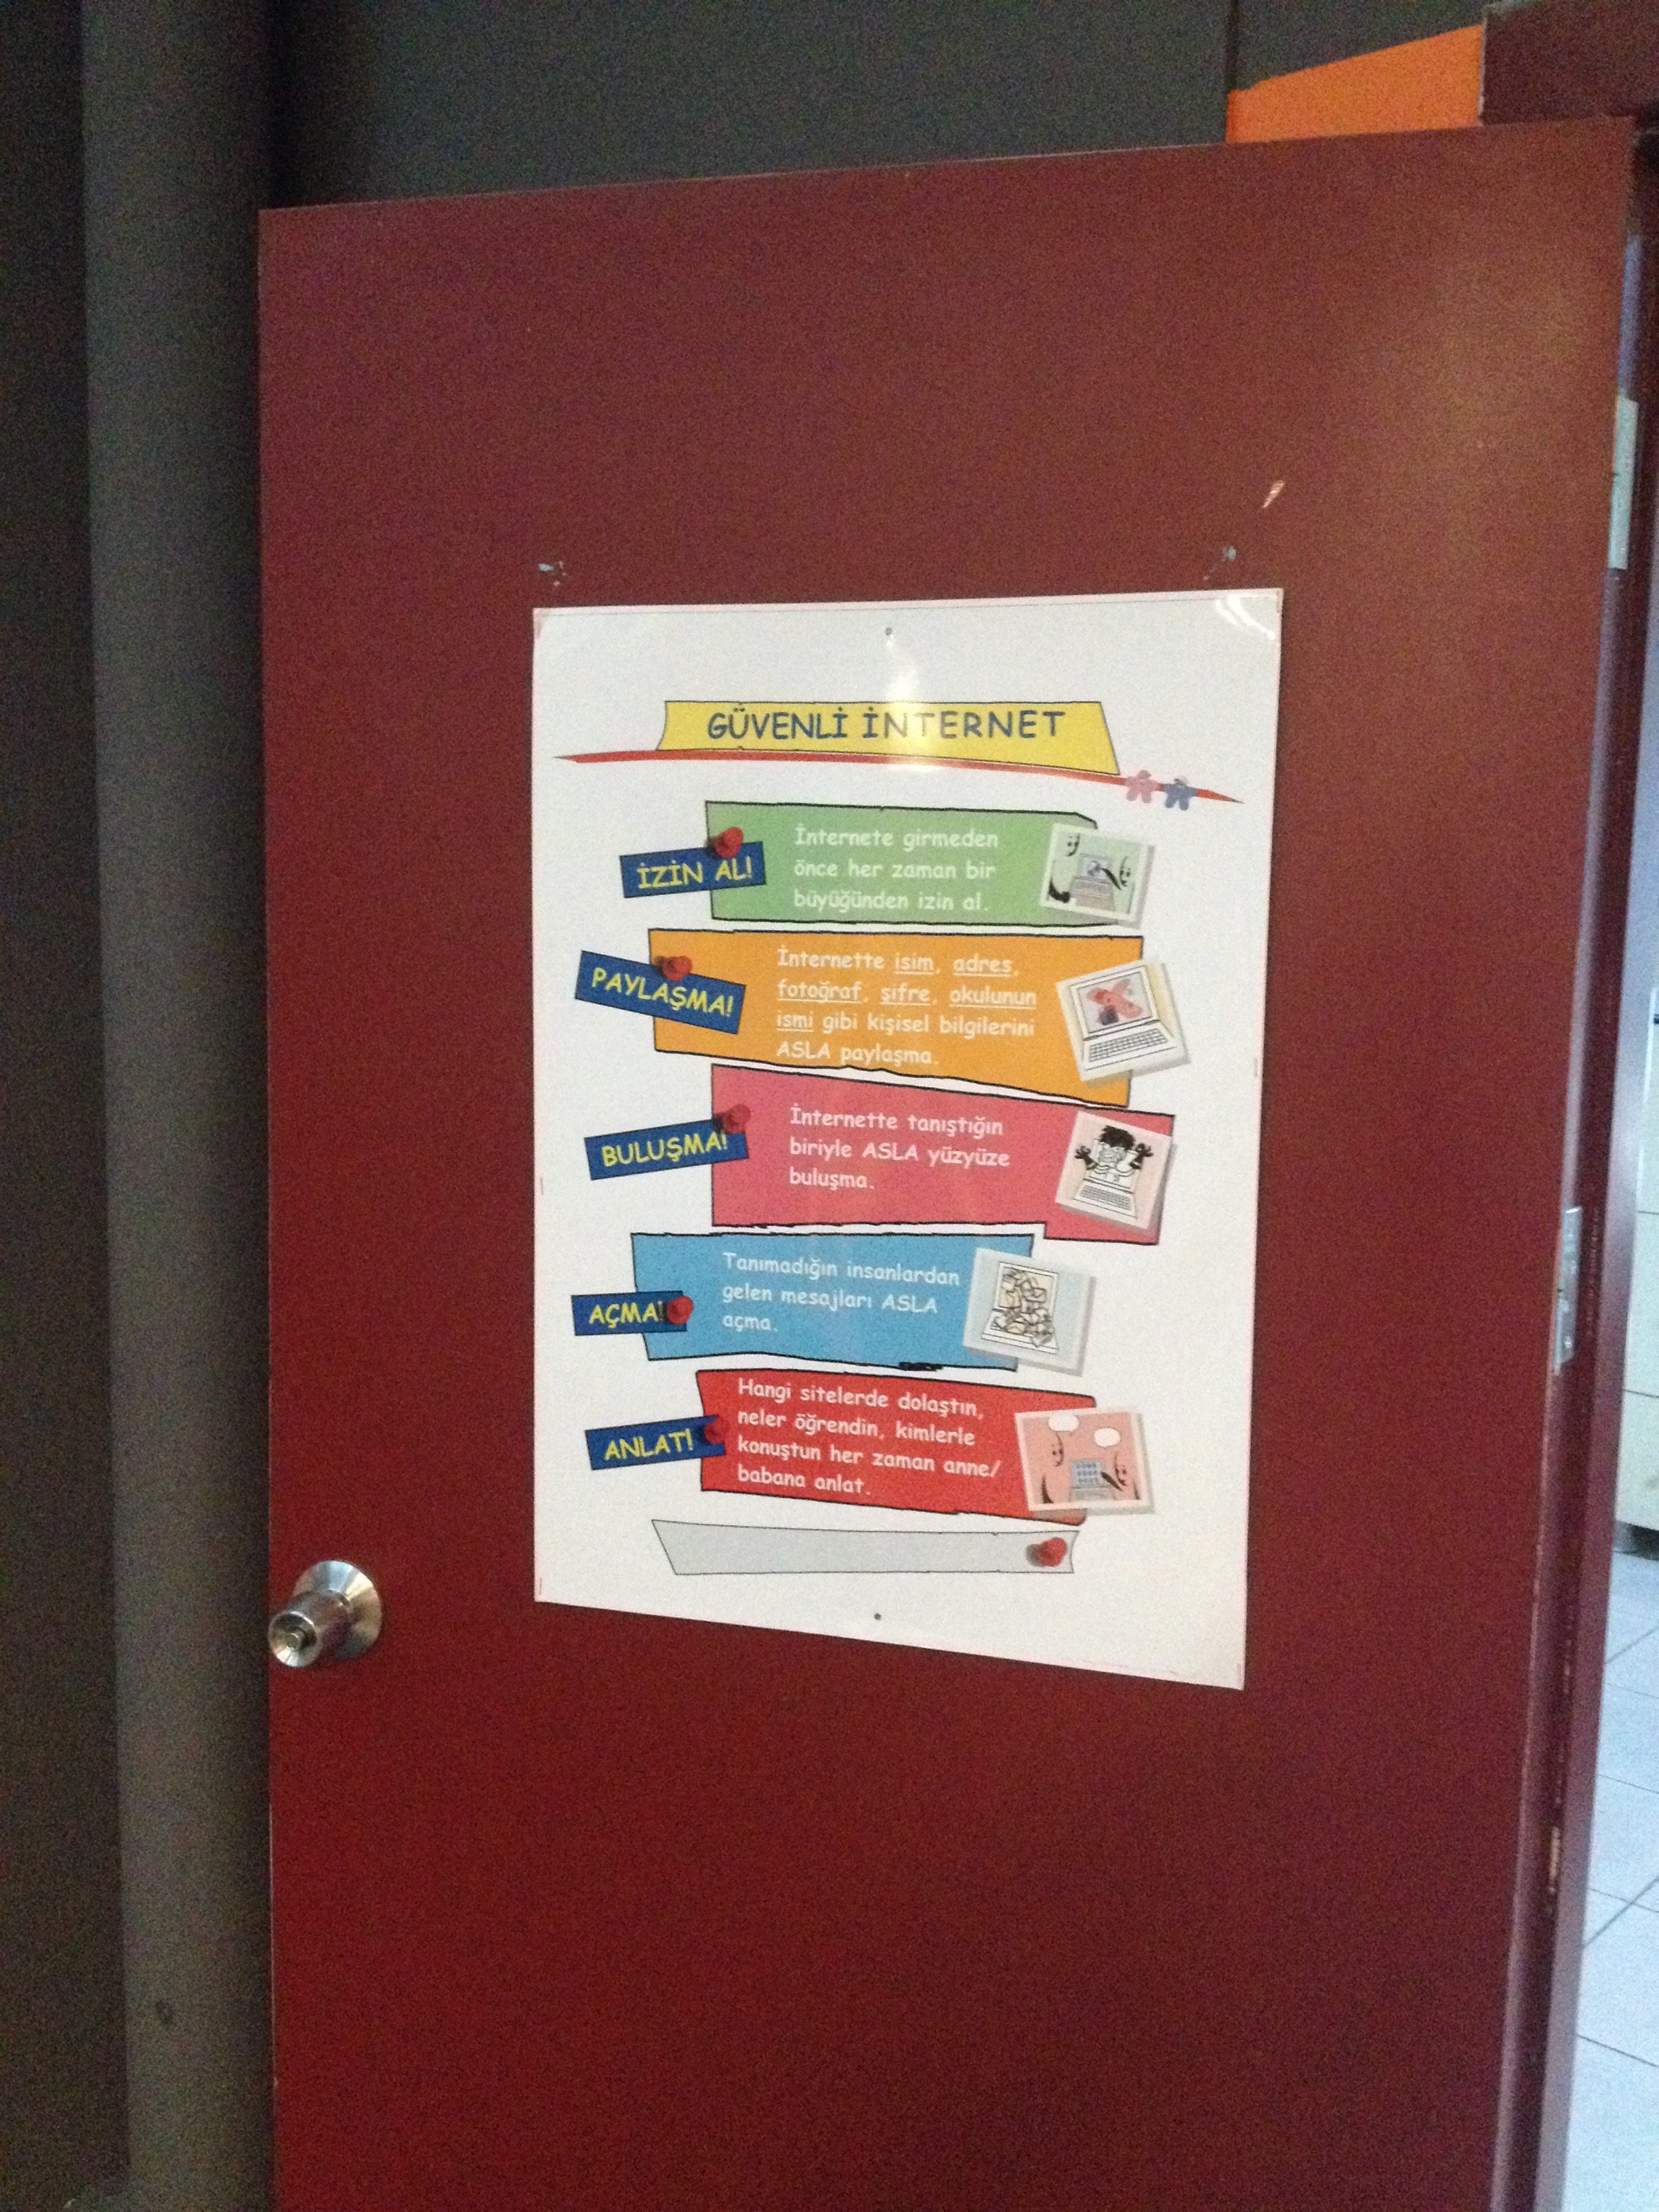 GÜVENLİ İNTERNET
İZİN AL!
İnternete girmeden
önce her zaman bir
büyüğünden izin al.
PAYLAŞMA!
İnternette isim, adres,
fotoğraf, şifre, okulunun
ismi gibi kişisel bilgilerini
ASLA paylaşma.
BULUŞMA!
İnternette tanıştığın
biriyle ASLA yüzyüze
buluşma.
AÇMA!
Tanımadığın insanlardan
gelen mesajları ASLA
açma.
ANLAT!
Hangi sitelerde dolaştın,
neler öğrendin, kimlerle
konuştun her zaman anne/
babana anlat.